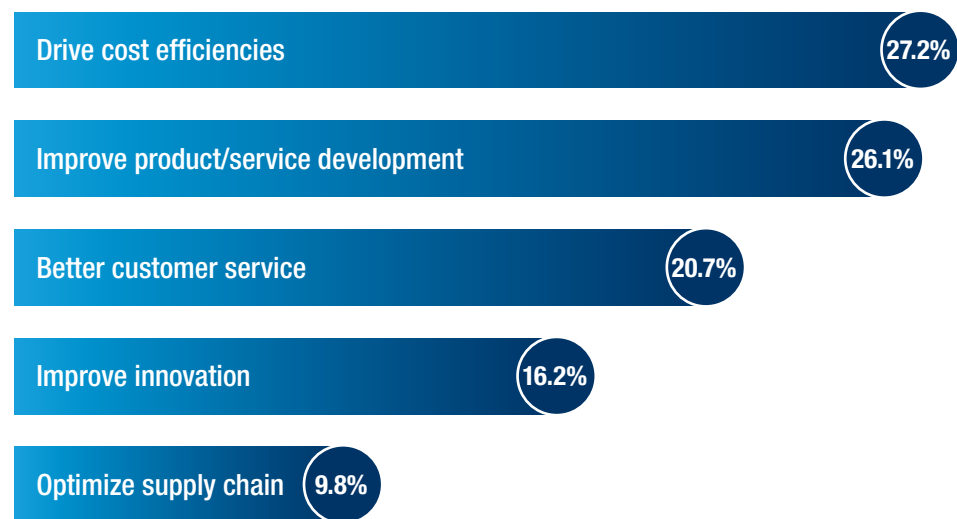 Drive cost efficiencies 27.2%
Improve product/service development 26.1%
Better customer service 20.7%
Improve innovation 16.2%
Optimize supply chain 9.8%